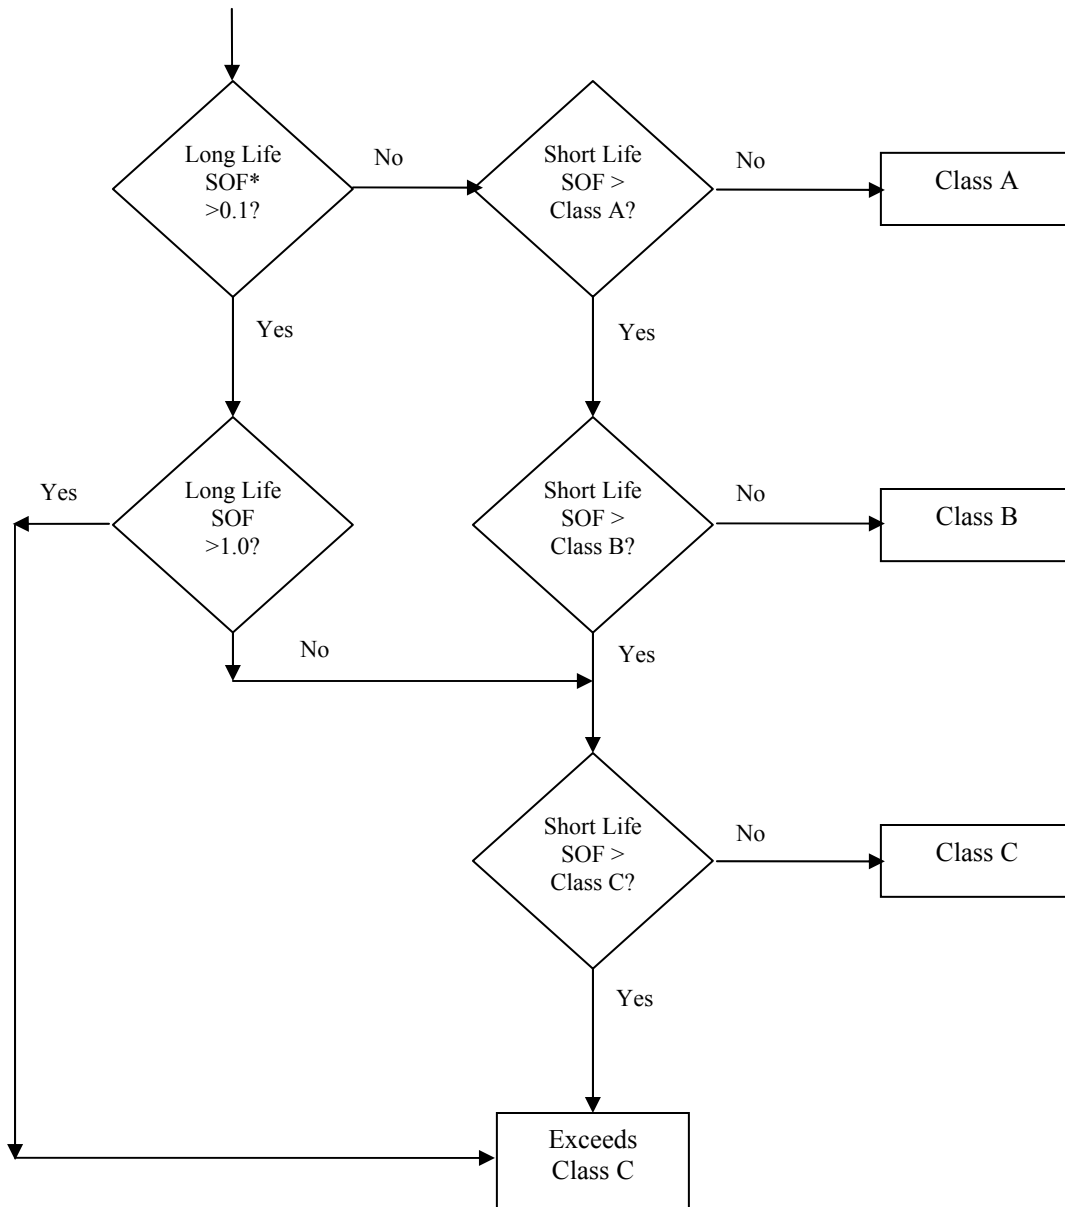 Long Life
SOF*
>0.1?
No
Short Life
SOF >
Class A?
No
Class A
Yes
Yes
Yes
Long Life
SOF
>1.0?
Short Life
SOF >
Class B?
No
Class B
No
Yes
Short Life
SOF >
Class C?
No
Class C
Yes
Exceeds
Class C